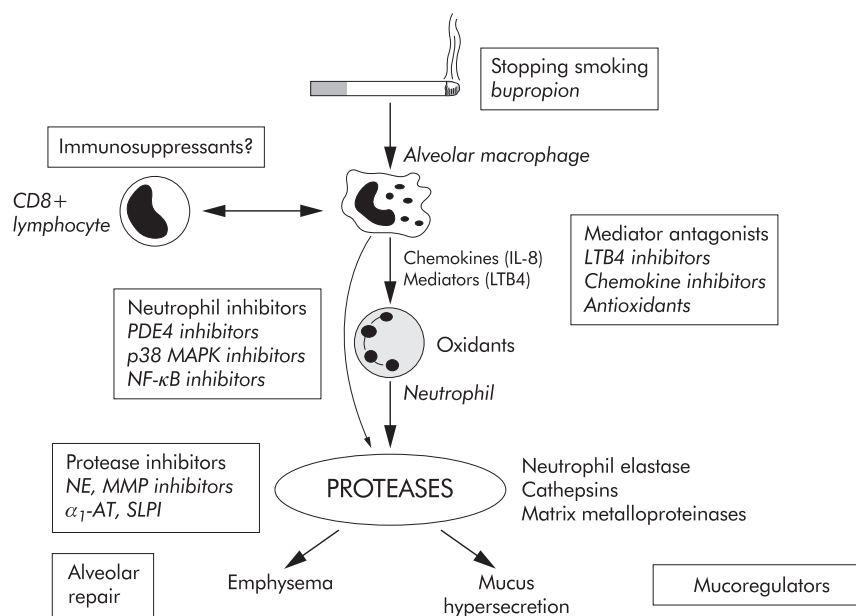 Stopping smoking
bupropion
Immunosuppressants?
Alveolar macrophage
CD8+
lymphocyte
Chemokines (IL-8)
Mediators (LTB4)
Mediator antagonists
LTB4 inhibitors
Chemokine inhibitors
Antioxidants
Neutrophil inhibitors
PDE4 inhibitors
p38 MAPK inhibitors
NF-κB inhibitors
Oxidants
Neutrophil
Protease inhibitors
NE, MMP inhibitors
α1-AT, SLPI
PROTEASES
Neutrophil elastase
Cathepsins
Matrix metalloproteinases
Alveolar
repair
Emphysema
Mucus
hypersecretion
Mucoregulators